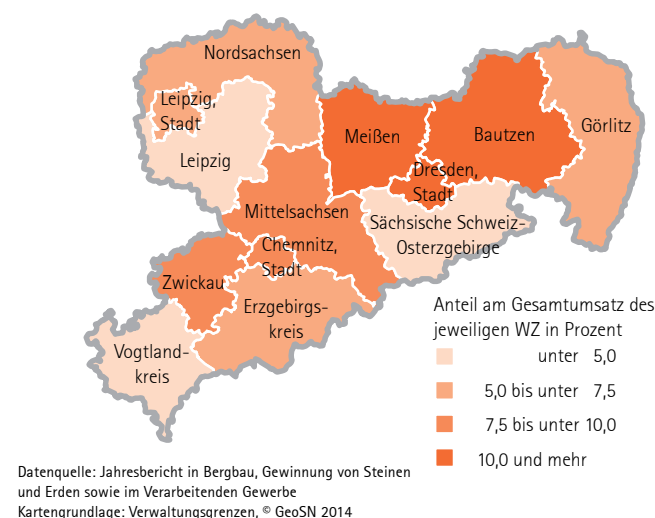 Nordsachsen
Leipzig,
Stadt
Leipzig
Meißen
Bautzen
Görlitz
Dresden,
Stadt
Mittelsachsen
Sächsische Schweiz-
Osterzgebirge
Chemnitz,
Stadt
Zwickau
Erzgebirgs-
kreis
Vogtland-
kreis
Anteil am Gesamtumsatz des
jeweiligen WZ in Prozent
unter 5,0
5,0 bis unter 7,5
7,5 bis unter 10,0
10,0 und mehr
Datenquelle: Jahresbericht in Bergbau, Gewinnung von Steinen
und Erden sowie im Verarbeitenden Gewerbe
Kartengrundlage: Verwaltungsgrenzen, © GeoSN 2014